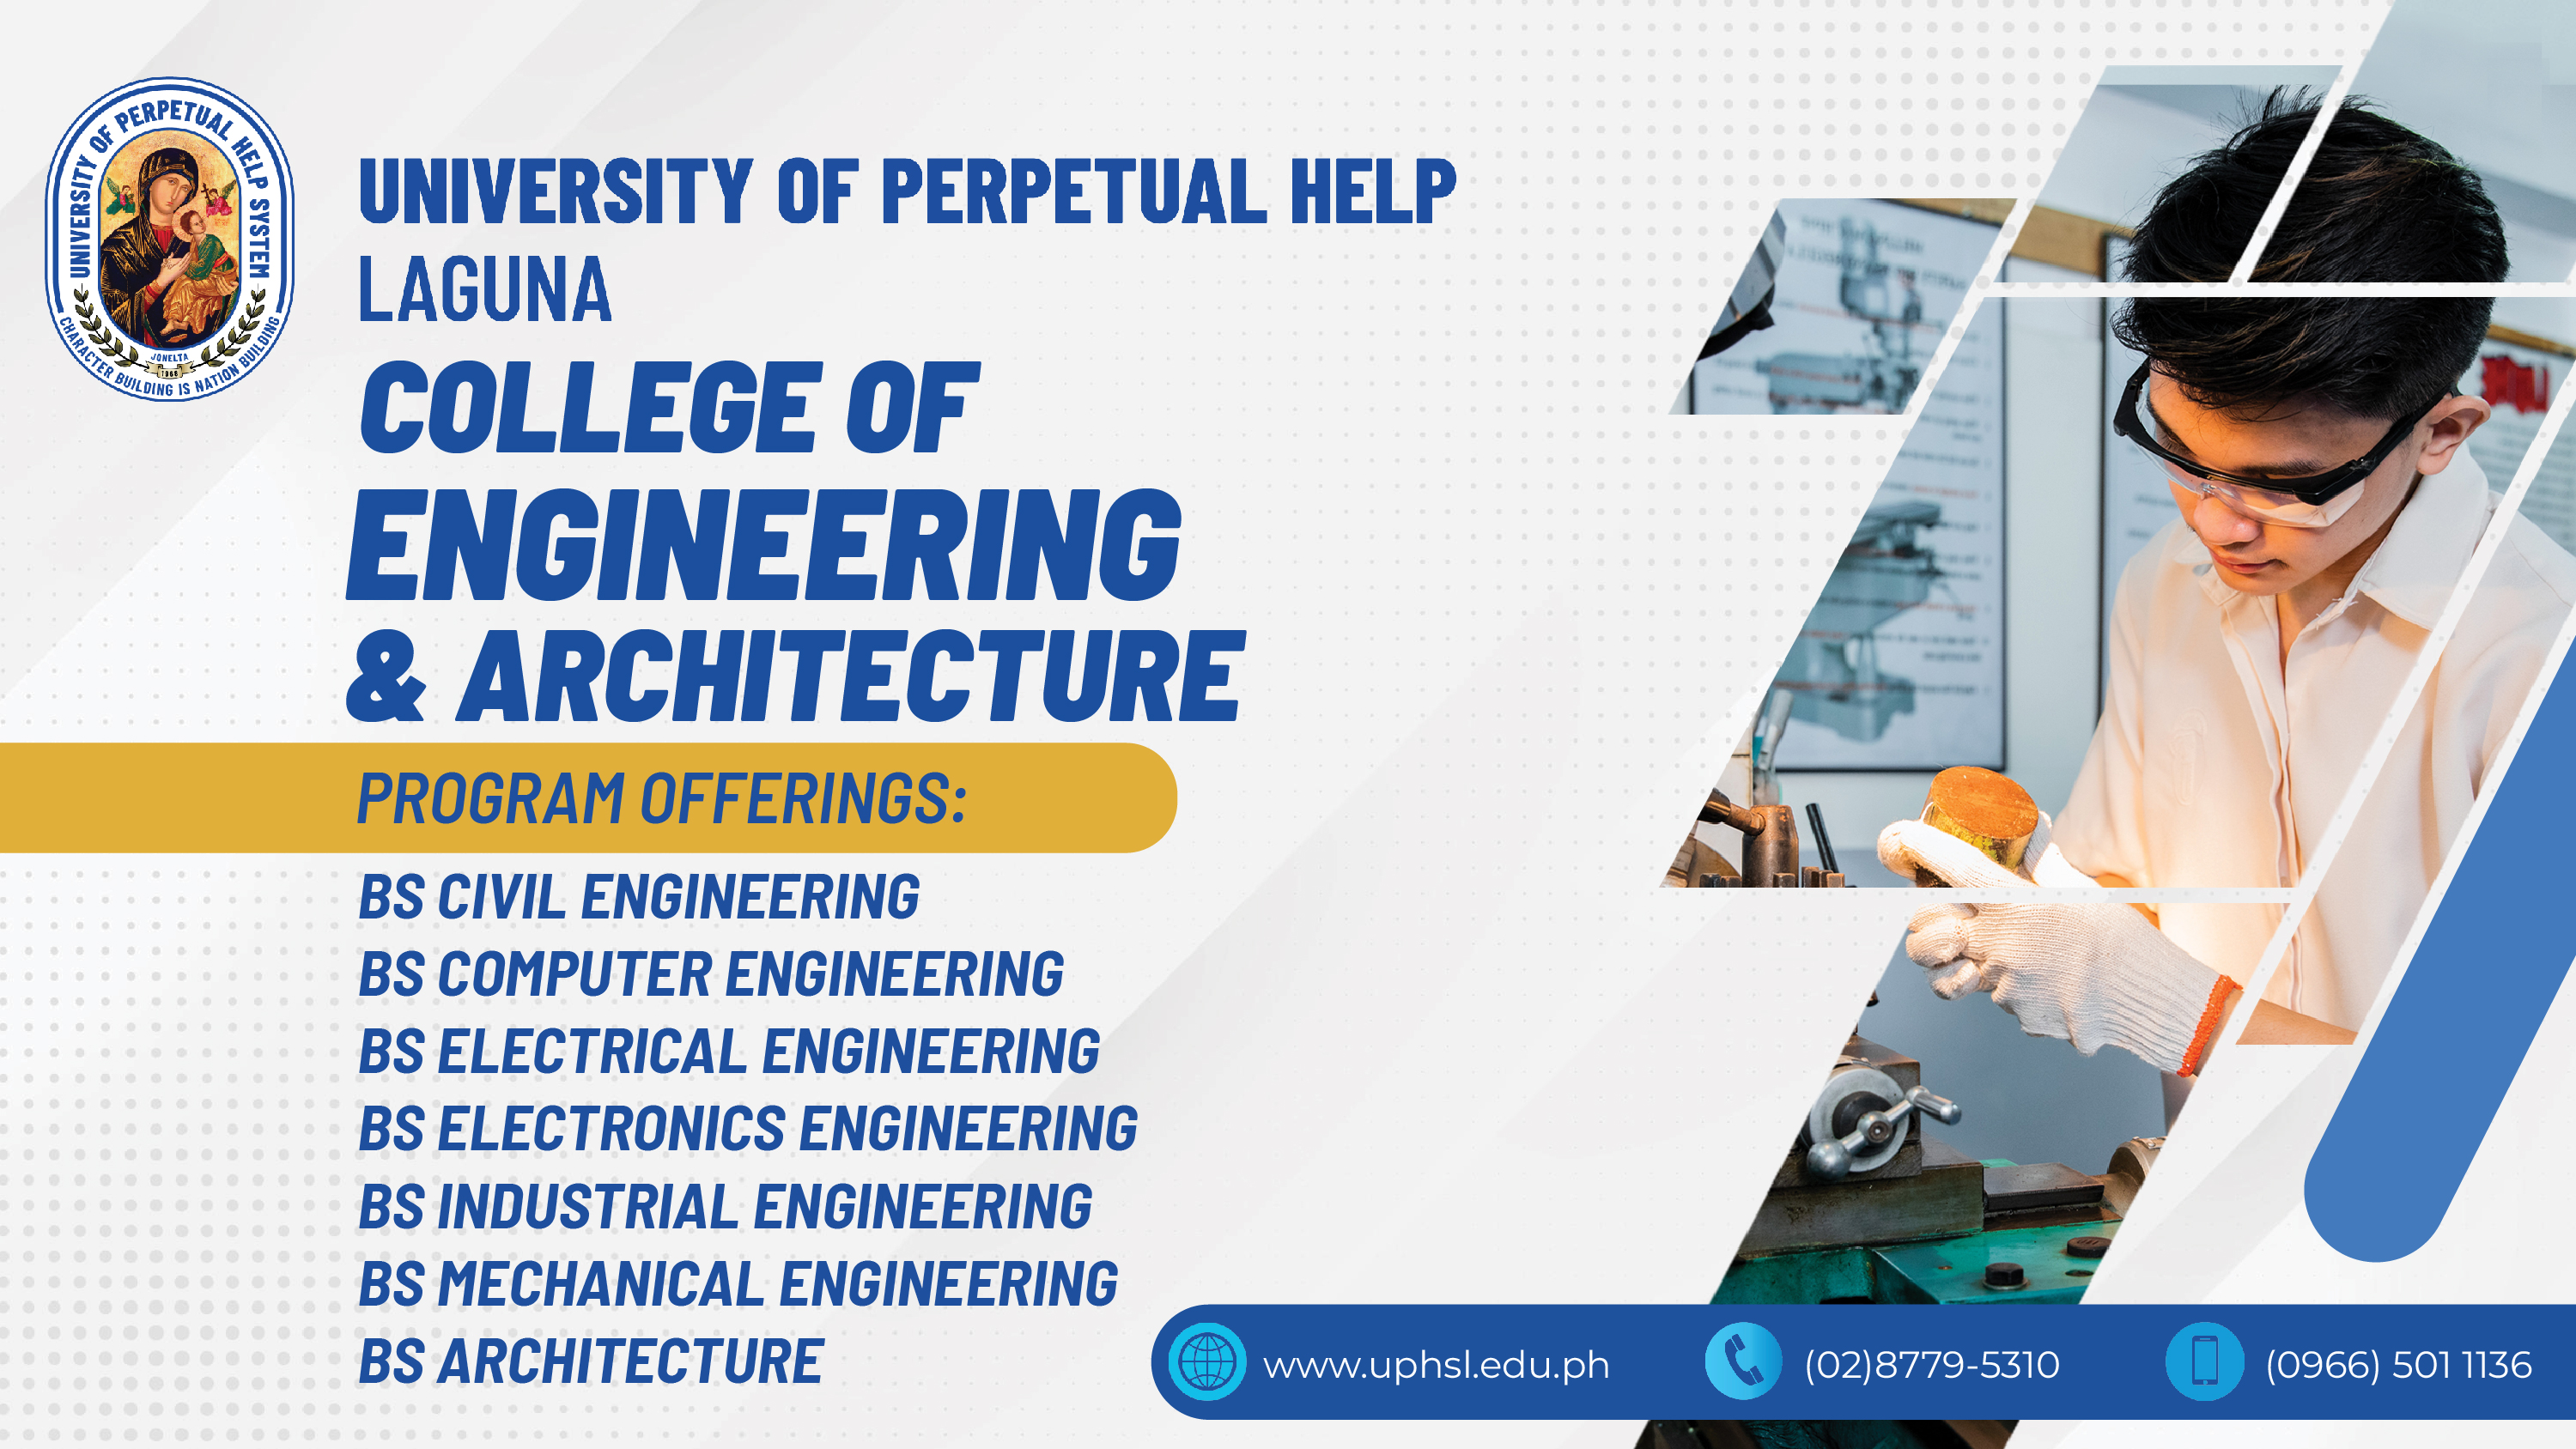 UNIVERSITY OF PERPETUAL HELP SYSTEM
JONELTA
1968
CHARACTER BUILDING IS NATION BUILDING
UNIVERSITY OF PERPETUAL HELP
LAGUNA
COLLEGE OF
ENGINEERING
& ARCHITECTURE
PROGRAM OFFERINGS:
BS CIVIL ENGINEERING
BS COMPUTER ENGINEERING
BS ELECTRICAL ENGINEERING
BS ELECTRONICS ENGINEERING
BS INDUSTRIAL ENGINEERING
BS MECHANICAL ENGINEERING
BS ARCHITECTURE
www.uphsl.edu.ph
(02)8779-5310
(0966) 501 1136